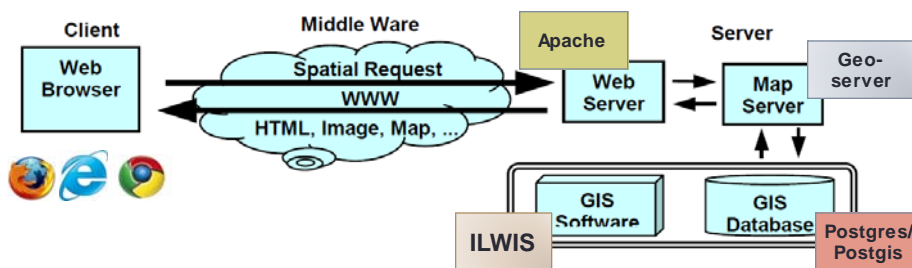 Client
Middle Ware
Server
Web
Browser
Spatial Request
WWW
HTML, Image, Map, ...
Apache
Web
Server
Map
Server
Geo-
server
GIS
Software
GIS
Database
ILWIS
Postgres/
Postgis